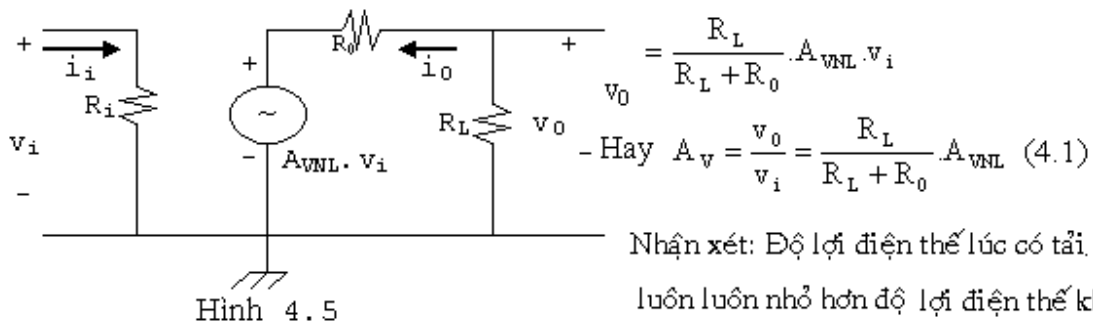 +
i_i
R_i
v_i
-
+
~
-
A_VNL. v_i
R_0
i_0
R_L
+
v_0
-
v_0 = R_L / (R_L + R_0) .A_VNL.v_i
Hay A_V = v_0 / v_i = R_L / (R_L + R_0) .A_VNL (4.1)
Nhận xét: Độ lợi điện thế lúc có tải.
luôn luôn nhỏ hơn độ lợi điện thế
Hình 4.5